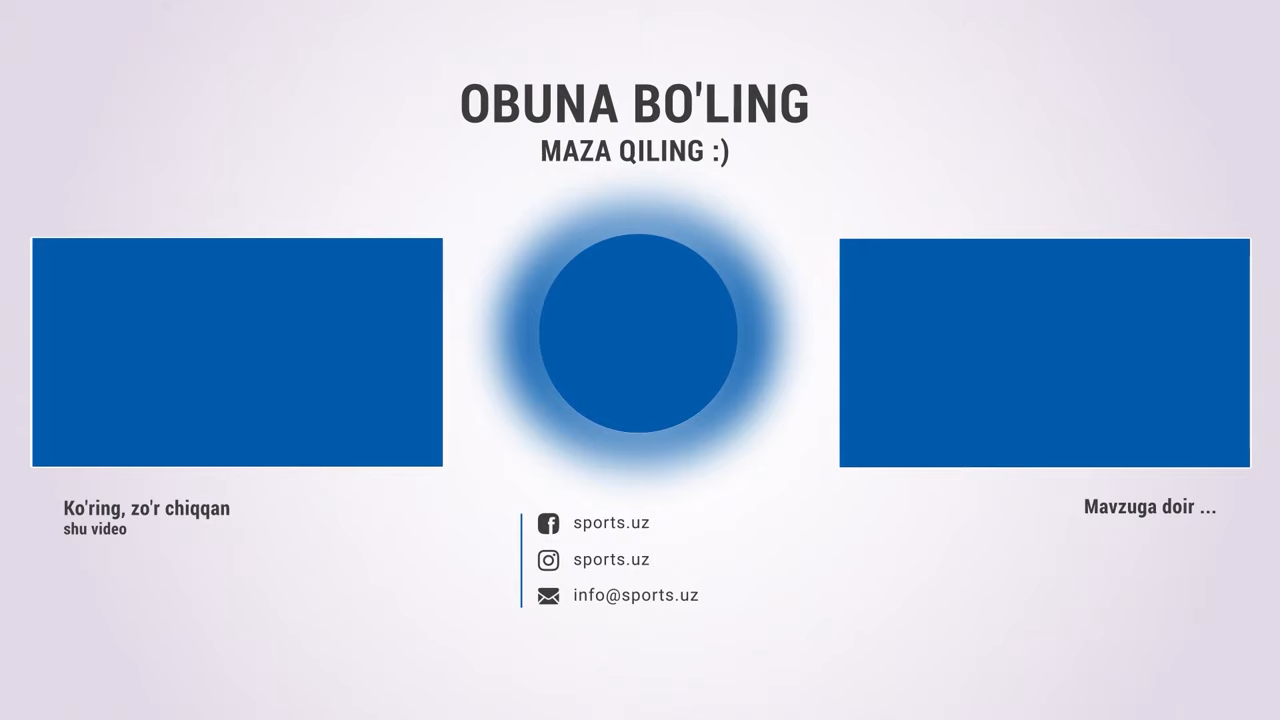 OBUNA BO'LING
MAZA QILING :)
Ko'ring, zo'r chiqqan
shu video
Mavzuga doir ...
sports.uz
sports.uz
info@sports.uz